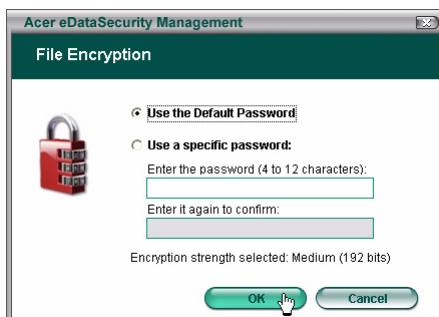 Acer eDataSecurity Management
File Encryption
Use the Default Password
Use a specific password:
Enter the password (4 to 12 characters):
Enter it again to confirm:
Encryption strength selected: Medium (192 bits)
OK
Cancel